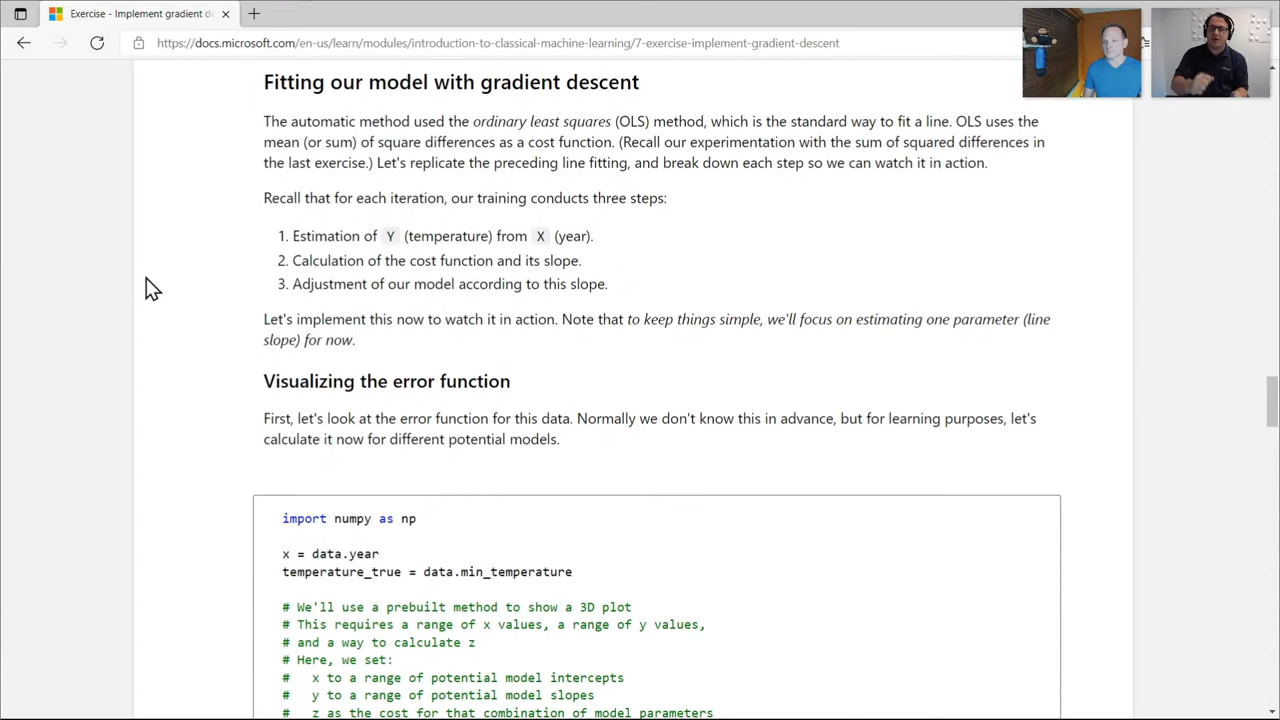 Exercise - Implement gradient de
https://docs.microsoft.com/en-us/learn/modules/introduction-to-classical-machine-learning/7-exercise-implement-gradient-descent
Fitting our model with gradient descent
The automatic method used the ordinary least squares (OLS) method, which is the standard way to fit a line. OLS uses the
mean (or sum) of square differences as a cost function. (Recall our experimentation with the sum of squared differences in
the last exercise.) Let's replicate the preceding line fitting, and break down each step so we can watch it in action.
Recall that for each iteration, our training conducts three steps:
1. Estimation of Y (temperature) from X (year).
2. Calculation of the cost function and its slope.
3. Adjustment of our model according to this slope.
Let's implement this now to watch it in action. Note that to keep things simple, we'll focus on estimating one parameter (line
slope) for now.
Visualizing the error function
First, let's look at the error function for this data. Normally we don't know this in advance, but for learning purposes, let's
calculate it now for different potential models.
import numpy as np
x = data.year
temperature_true = data.min_temperature
# We'll use a prebuilt method to show a 3D plot
# This requires a range of x values, a range of y values,
# and a way to calculate z
# Here, we set:
#   x to a range of potential model intercepts
#   y to a range of potential model slopes
#   z as the cost for that combination of model parameters